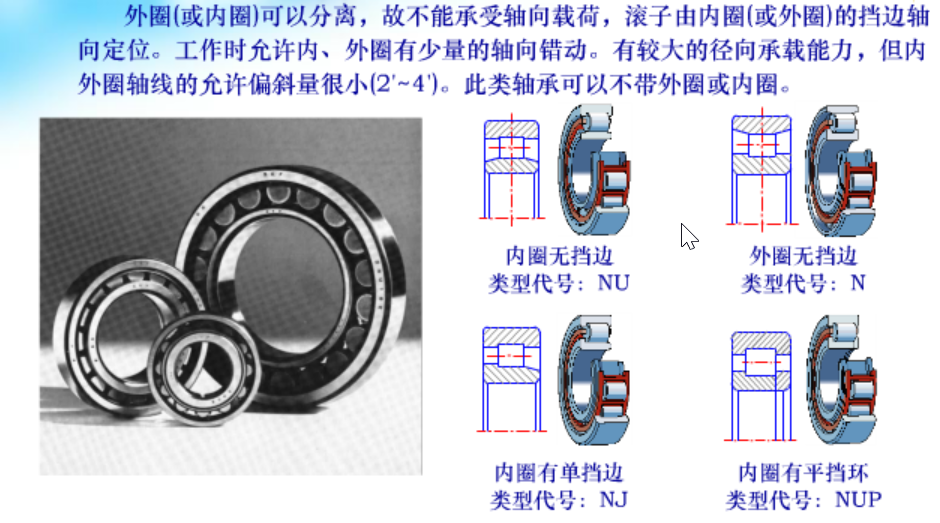 外圈(或内圈)可以分离，故不能承受轴向载荷，滚子由内圈(或外圈)的挡边轴
向定位。工作时允许内、外圈有少量的轴向错动。有较大的径向承载能力，但内
外圈轴线的允许偏斜量很小(2'~4')。此类轴承可以不带外圈或内圈。
内圈无挡边
类型代号：NU
外圈无挡边
类型代号：N
内圈有单挡边
类型代号：NJ
内圈有平挡环
类型代号：NUP